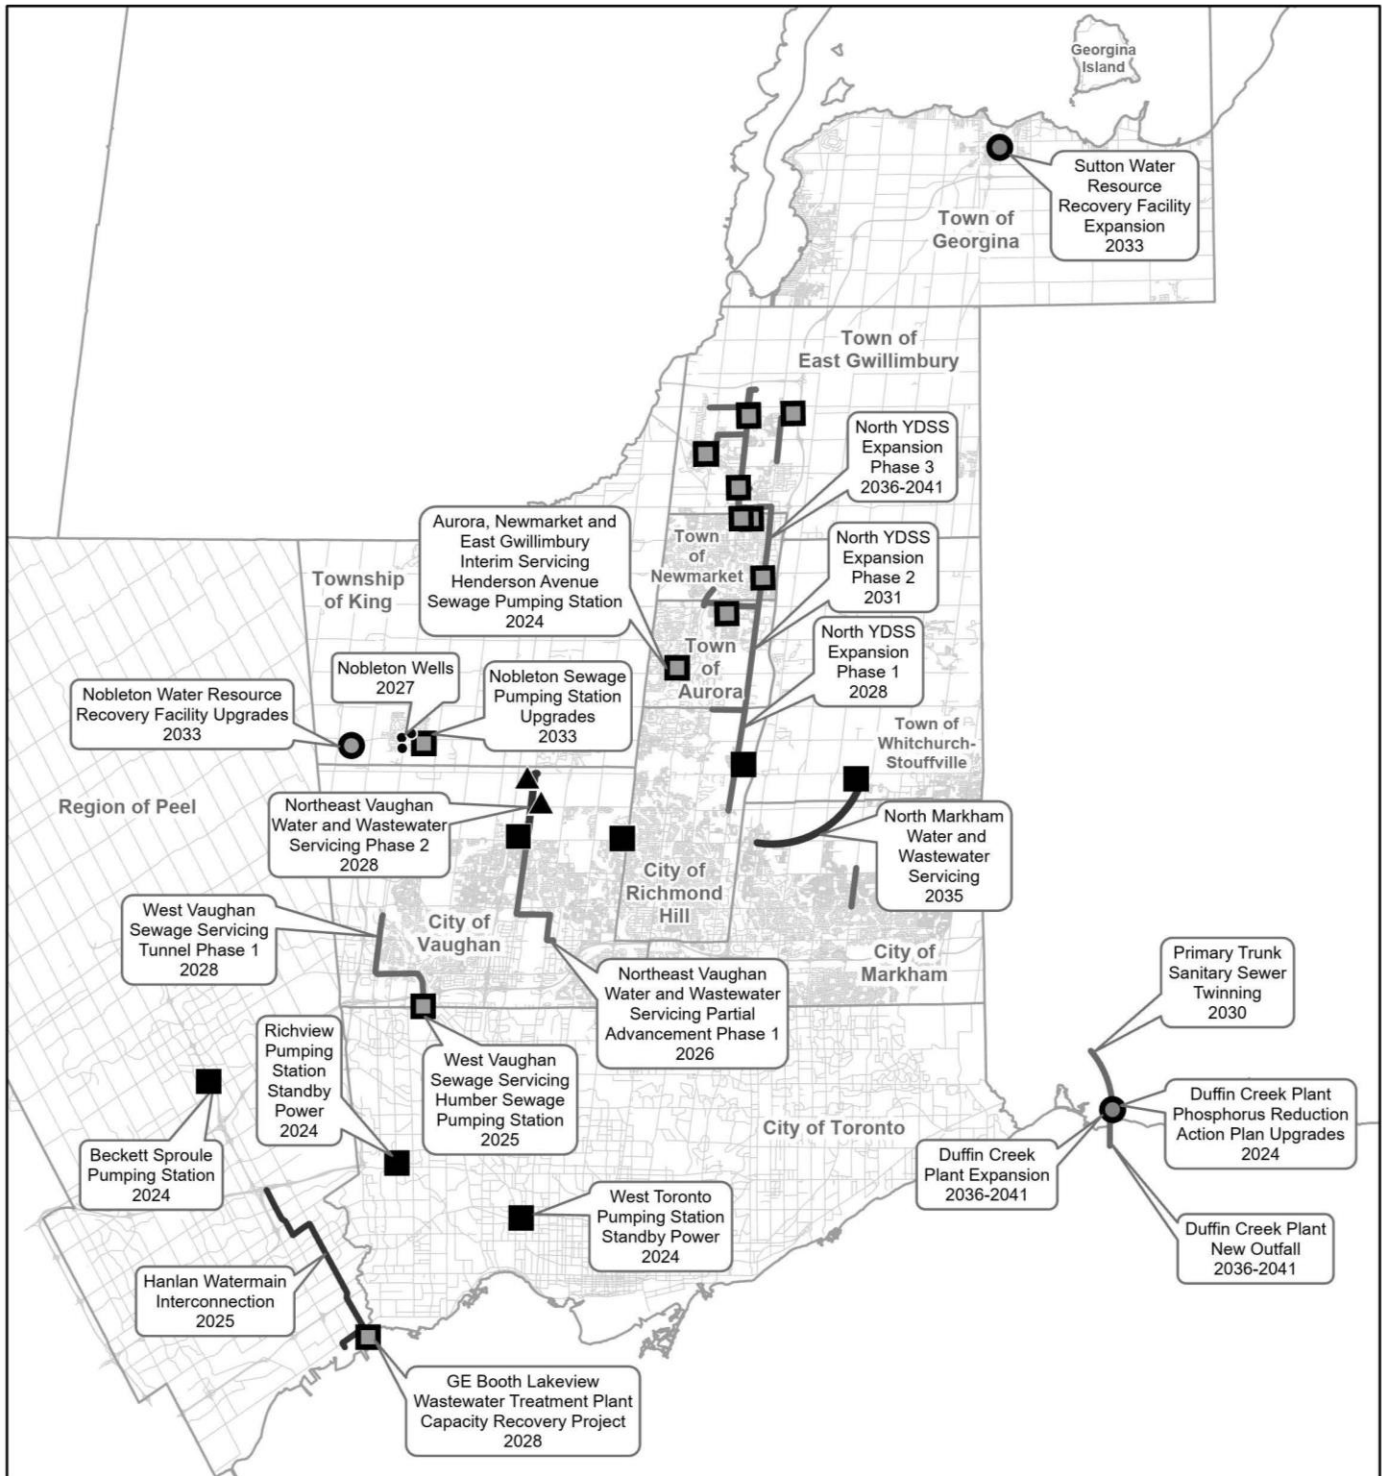 Georgina
Island
Sutton Water
Resource
Recovery Facility
Expansion
2033
Town of
Georgina
Town of
East Gwillimbury
North YDSS
Expansion
Phase 3
2036-2041
Aurora, Newmarket and
East Gwillimbury
Interim Servicing
Henderson Avenue
Sewage Pumping Station
2024
Town
of
Newmarket
North YDSS
Expansion
Phase 2
2031
Township
of King
North YDSS
Expansion
Phase 1
2028
Town
of
Aurora
Nobleton Wells
2027
Nobleton Sewage
Pumping Station
Upgrades
2033
Nobleton Water Resource
Recovery Facility Upgrades
2033
Town of
Whitchurch-
Stouffville
Region of Peel
Northeast Vaughan
Water and Wastewater
Servicing Phase 2
2028
North Markham
Water and
Wastewater
Servicing
2035
City of
Richmond
Hill
West Vaughan
Sewage Servicing
Tunnel Phase 1
2028
City of
Vaughan
City of
Markham
Primary Trunk
Sanitary Sewer
Twinning
2030
Northeast Vaughan
Water and Wastewater
Servicing Partial
Advancement Phase 1
2026
Richview
Pumping
Station
Standby
Power
2024
West Vaughan
Sewage Servicing
Humber Sewage
Pumping Station
2025
City of Toronto
Duffin Creek Plant
Phosphorus Reduction
Action Plan Upgrades
2024
Beckett Sproule
Pumping Station
2024
Duffin Creek
Plant Expansion
2036-2041
West Toronto
Pumping Station
Standby Power
2024
Duffin Creek Plant
New Outfall
2036-2041
Hanlan Watermain
Interconnection
2025
GE Booth Lakeview
Wastewater Treatment Plant
Capacity Recovery Project
2028